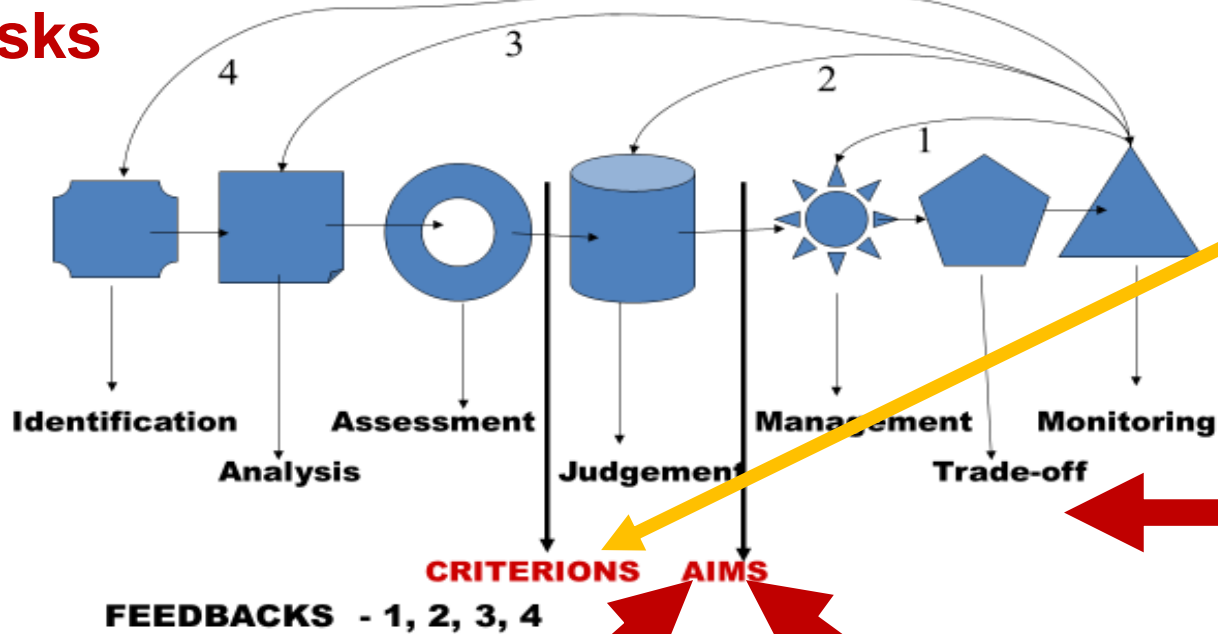 sks
4
3
2
1
Identification
Assessment
Management
Monitoring
Analysis
Judgement
Trade-off
CRITERIONS AIMS
FEEDBACKS - 1, 2, 3, 4